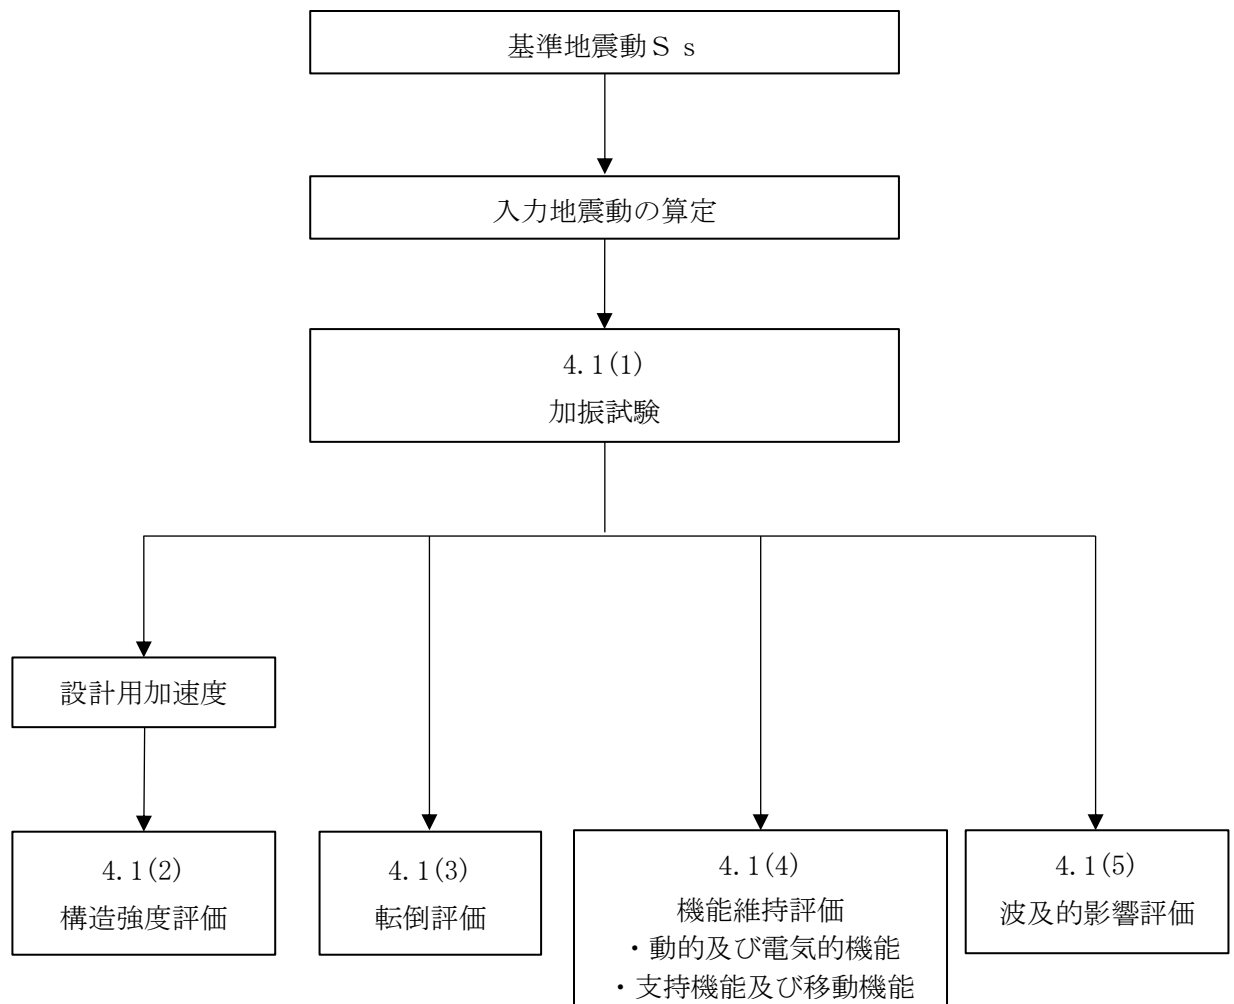 基準地震動Ｓｓ
入力地震動の算定
4.1(1)
加振試験
設計用加速度
4.1(2)
構造強度評価
4.1(3)
転倒評価
4.1(4)
機能維持評価
・動的及び電気的機能
・支持機能及び移動機能
4.1(5)
波及的影響評価